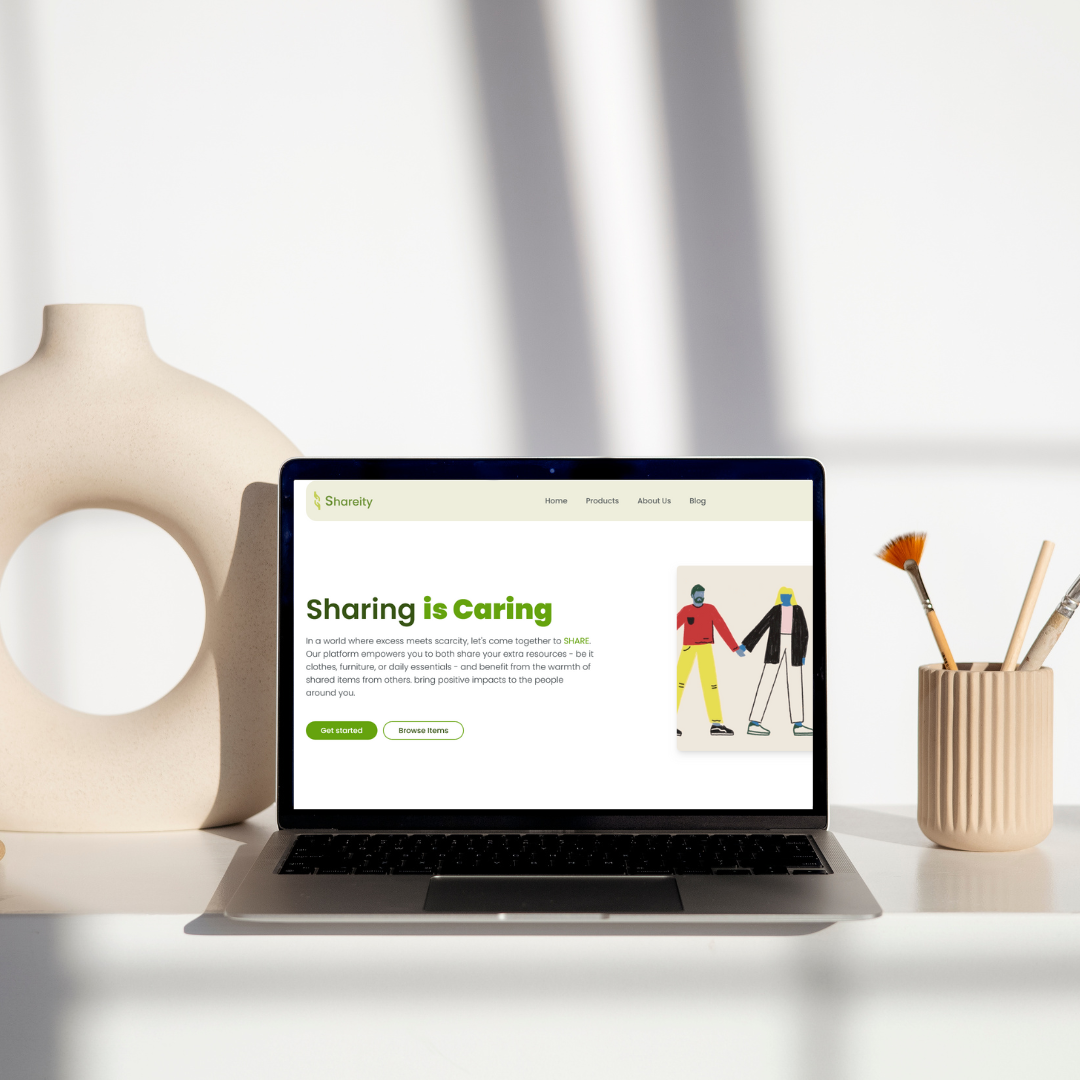 Shareity
Home Products About Us Blog
Sharing is Caring
In a world where excess meets scarcity, let's come together to SHARE.
Our platform empowers you to both share your extra resources - be it
clothes, furniture, or daily essentials - and benefit from the warmth of
shared items from others. bring positive impacts to the people
around you.
Get started Browse Items